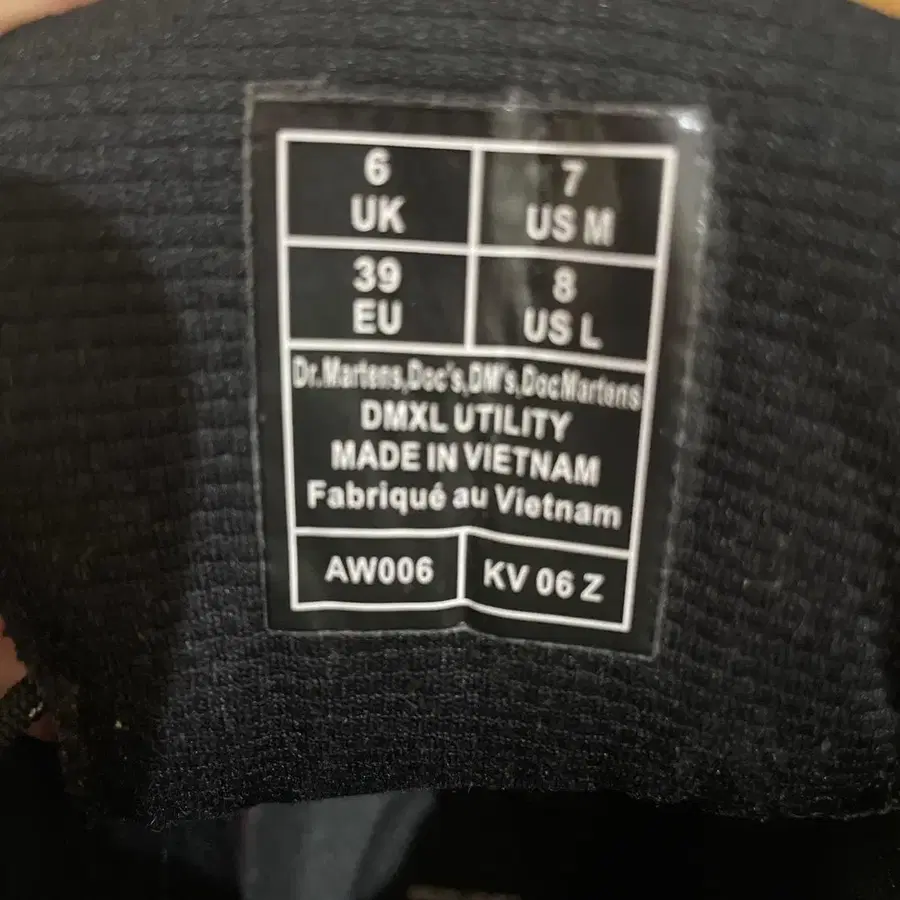 6
UK
7
US M
39
EU
8
US L
Dr.Martens,Doc's,DM's,DocMartens
DMXL UTILITY
MADE IN VIETNAM
Fabriqué au Vietnam
AW006
KV 06 Z